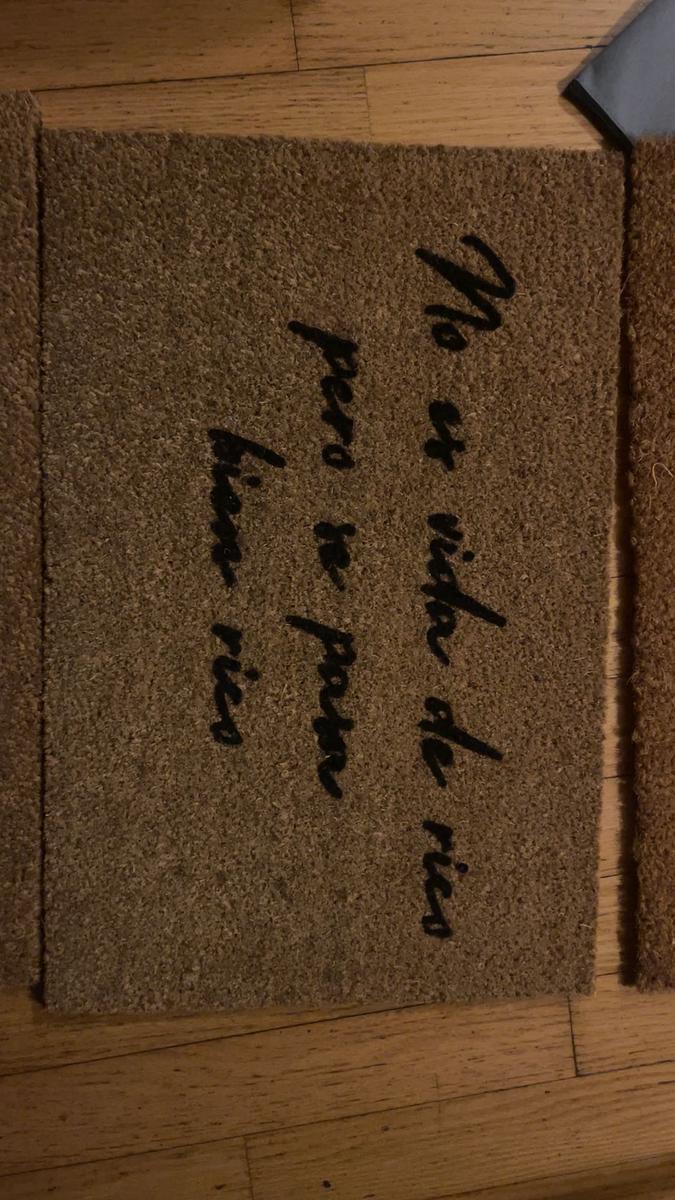 No es vida de rico
pero se pasa
bien rico